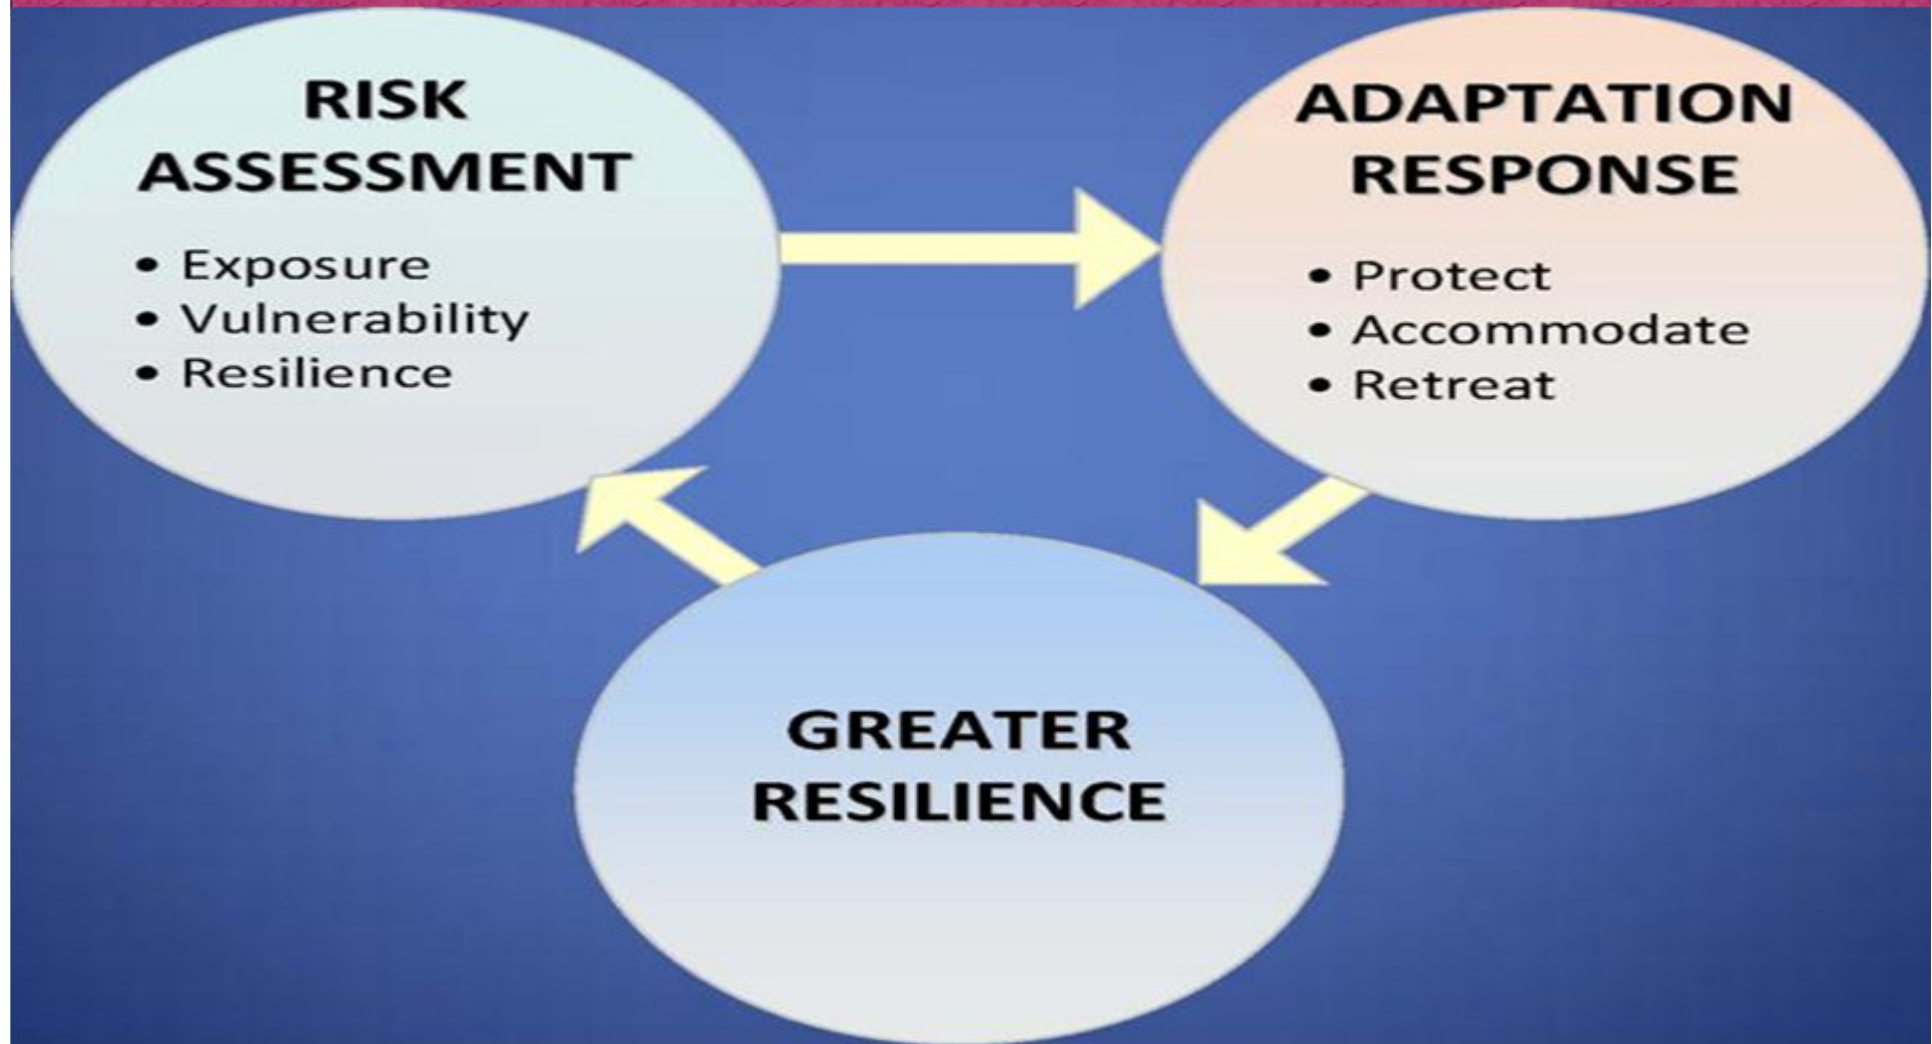 RISK
ASSESSMENT
• Exposure
• Vulnerability
• Resilience
ADAPTATION
RESPONSE
• Protect
• Accommodate
• Retreat
GREATER
RESILIENCE